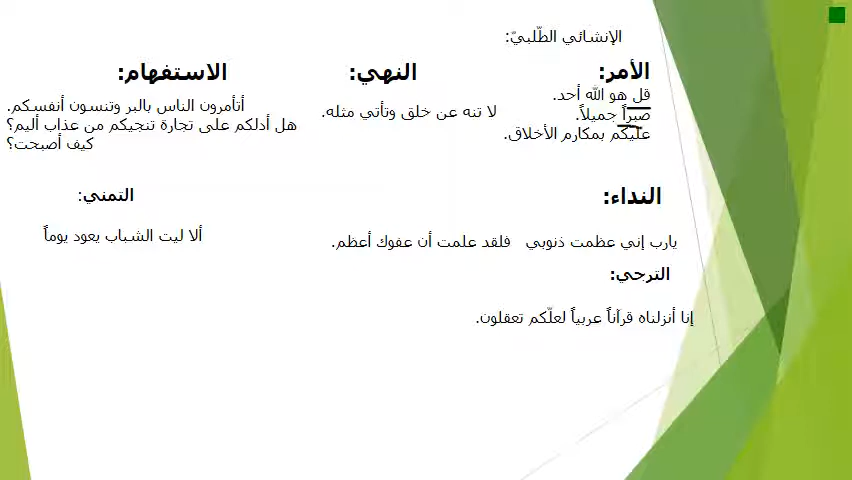 الإنشائي الطّلبيّ:
الأمر:
قل هو الله أحد.
صبراً جميلاً.
عليكم بمكارم الأخلاق.
النهي:
لا تنه عن خلق وتأتي مثله.
الاستفهام:
أتأمرون الناس بالبر وتنسون أنفسكم.
هل أدلكم على تجارة تنجيكم من عذاب أليم؟
كيف أصبحت؟
النداء:
يارب إني عظمت ذنوبي فلقد علمت أن عفوك أعظم.
التمني:
ألا ليت الشباب يعود يوماً
الترجي:
إنا أنزلناه قرآناً عربياً لعلّكم تعقلون.